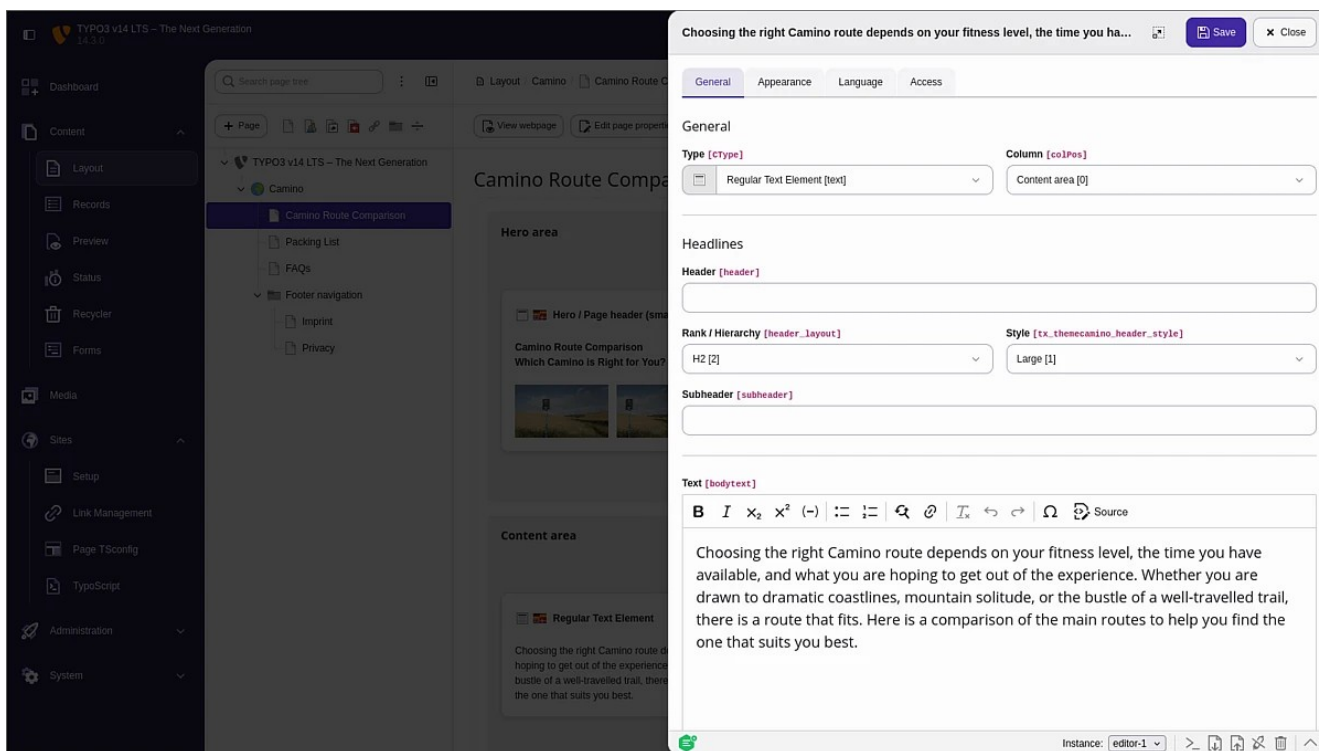 TYPO3 v14 LTS – The Next Generation
14.3.0
Dashboard
Content
Layout
Records
Preview
Status
Recycler
Forms
Media
Sites
Setup
Link Management
Page TSconfig
TypoScript
Administration
System
Search page tree
+ Page
TYPO3 v14 LTS – The Next Generation
Camino
Camino Route Comparison
Packing List
FAQs
Footer navigation
Imprint
Privacy
Layout / Camino / Camino Route C
View webpage
Edit page properti
Camino Route Compa
Hero area
Hero / Page header (sma
Camino Route Comparison
Which Camino is Right for You?
Content area
Regular Text Element
Choosing the right Camino route de
hoping to get out of the experience
bustle of a well-travelled trail, there
the one that suits you best.
Choosing the right Camino route depends on your fitness level, the time you ha...
Save
Close
General Appearance Language Access
General
Type [CType] Column [colPos]
Regular Text Element [text] Content area [0]
Headlines
Header [header]
Rank / Hierarchy [header_layout] Style [tx_themecamino_header_style]
H2 [2] Large [1]
Subheader [subheader]
Text [bodytext]
Source
Choosing the right Camino route depends on your fitness level, the time you have
available, and what you are hoping to get out of the experience. Whether you are
drawn to dramatic coastlines, mountain solitude, or the bustle of a well-travelled trail,
there is a route that fits. Here is a comparison of the main routes to help you find the
one that suits you best.
Instance: editor-1